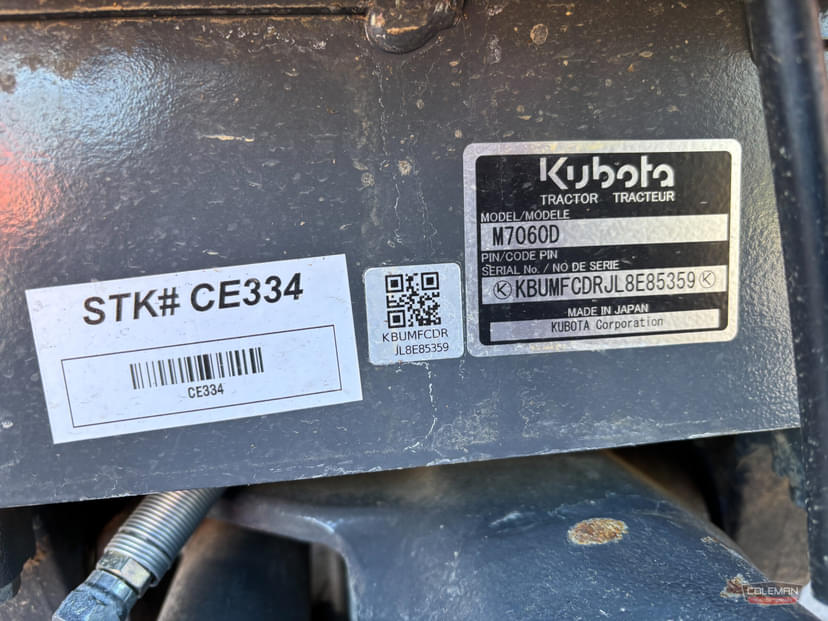 STK# CE334
CE334
KBUMFCDR
JL8E85359
Kubota
TRACTOR TRACTEUR
MODEL/MODELE
M7060D
PIN/CODE PIN
SERIAL No./ NO DE SERIE
KBUMFCDRJL8E85359
MADE IN JAPAN
KUBOTA Corporation
COLEMAN